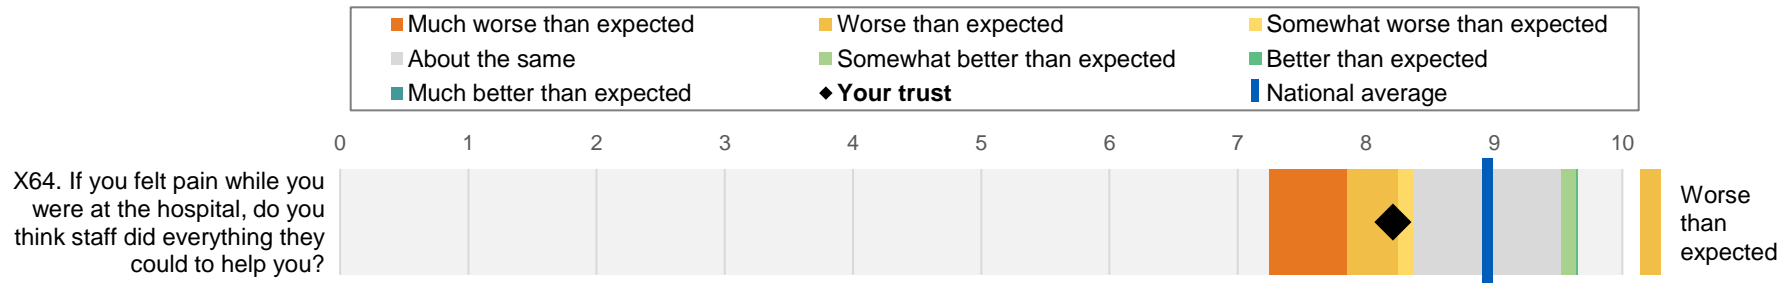 Much worse than expected Worse than expected Somewhat worse than expected
About the same Somewhat better than expected Better than expected
Much better than expected Your trust National average
0 1 2 3 4 5 6 7 8 9 10
X64. If you felt pain while you
were at the hospital, do you
think staff did everything they
could to help you?
Worse
than
expected